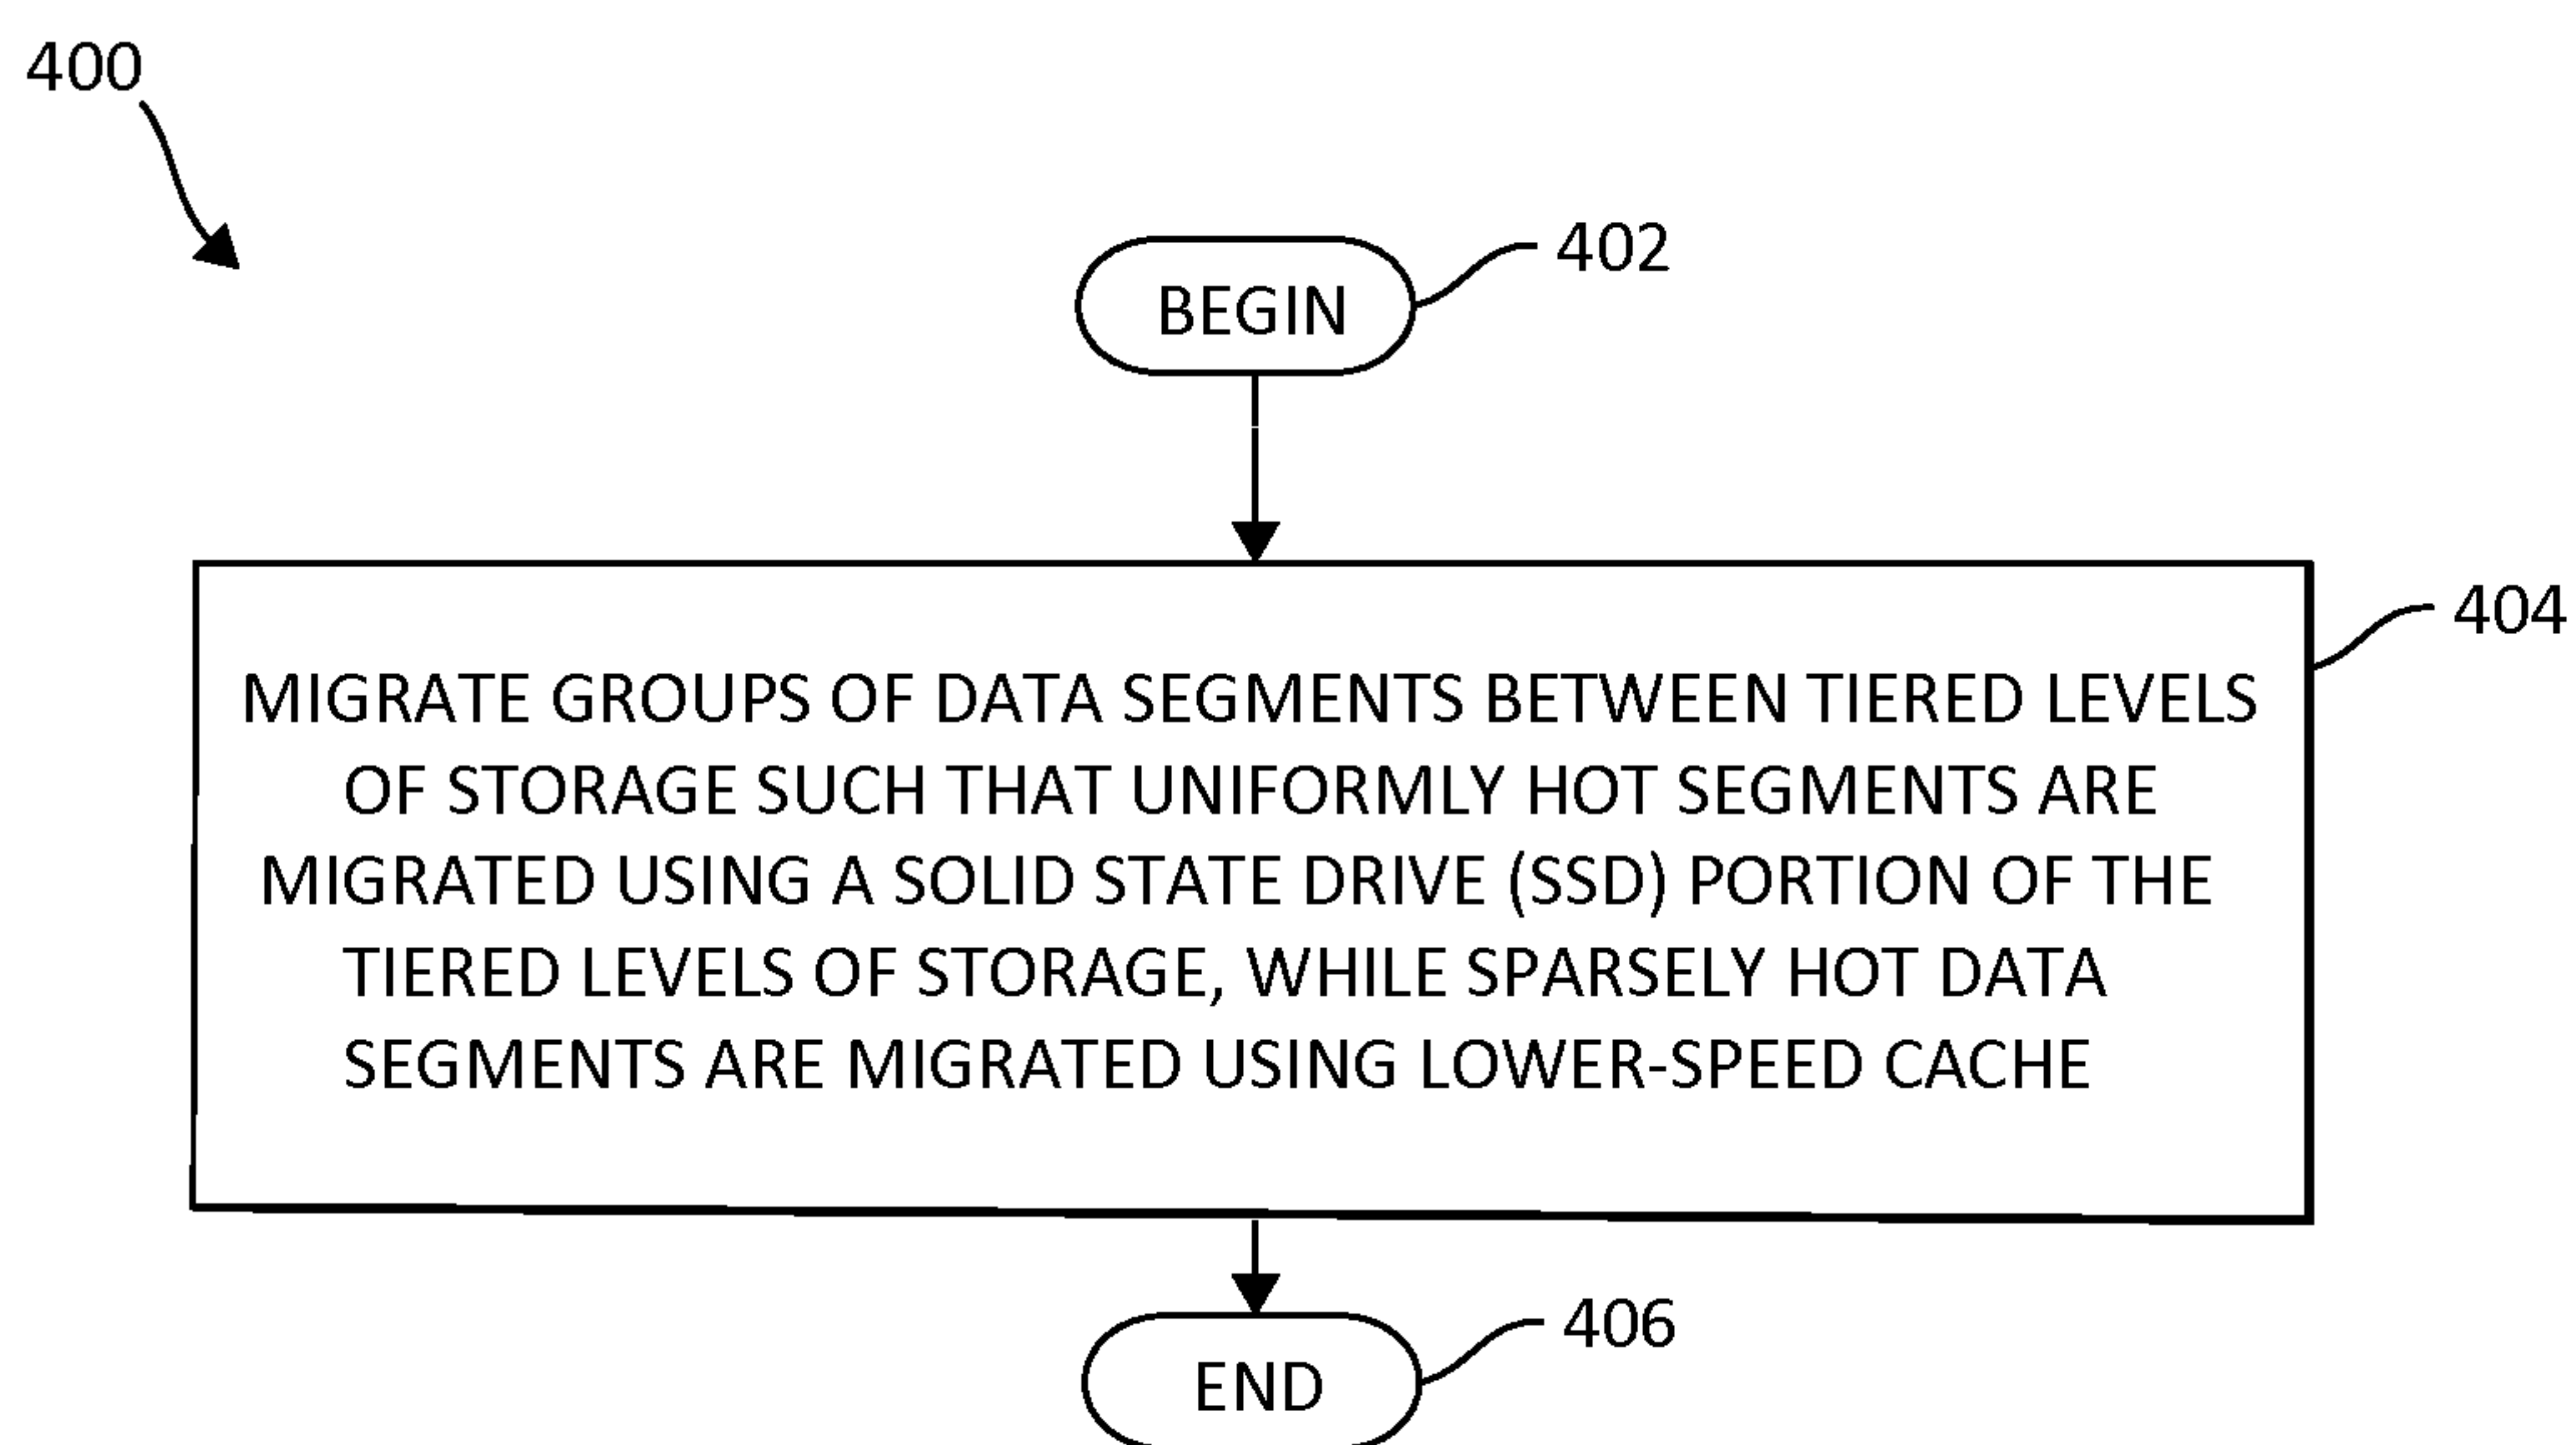 400
BEGIN
402
404
MIGRATE GROUPS OF DATA SEGMENTS BETWEEN TIERED LEVELS
OF STORAGE SUCH THAT UNIFORMLY HOT SEGMENTS ARE
MIGRATED USING A SOLID STATE DRIVE (SSD) PORTION OF THE
TIERED LEVELS OF STORAGE, WHILE SPARSELY HOT DATA
SEGMENTS ARE MIGRATED USING LOWER-SPEED CACHE
END
406